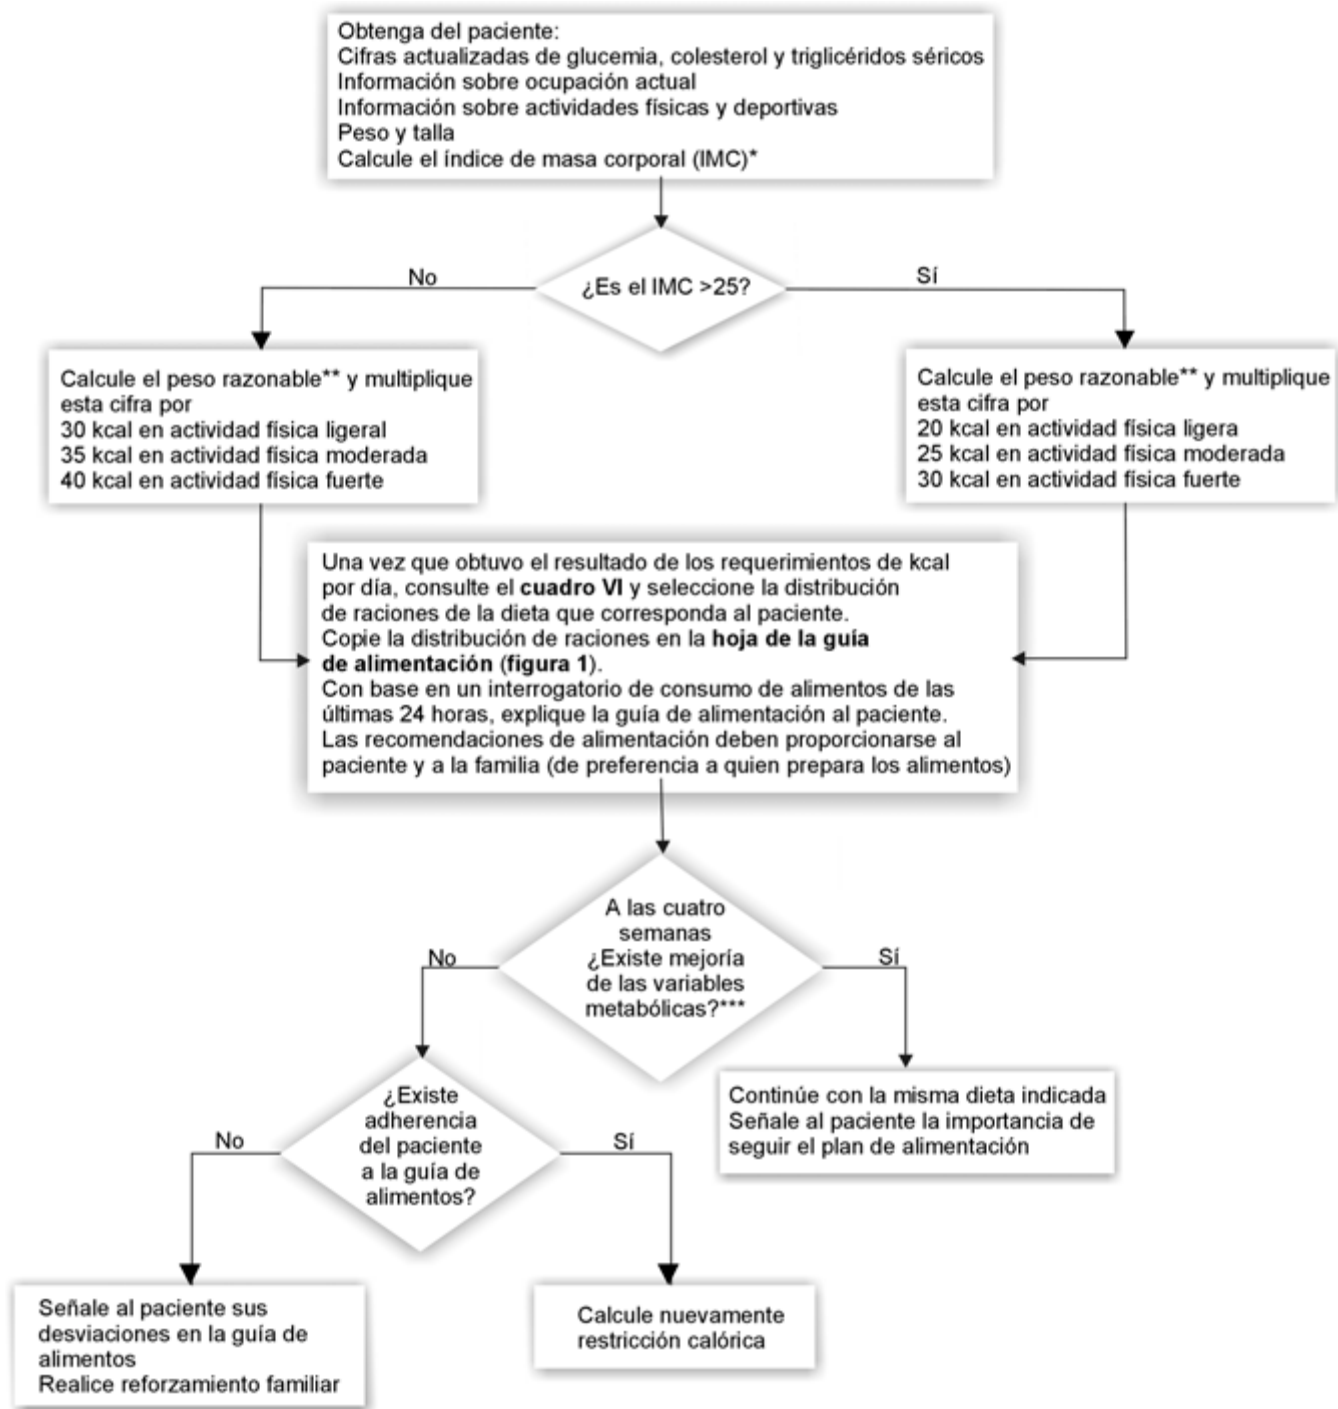 Obtenga del paciente:
Cifras actualizadas de glucemia, colesterol y triglicéridos séricos
Información sobre ocupación actual
Información sobre actividades físicas y deportivas
Peso y talla
Calcule el índice de masa corporal (IMC)*
¿Es el IMC >25?
No
Sí
Calcule el peso razonable** y multiplique
esta cifra por
30 kcal en actividad física ligeral
35 kcal en actividad física moderada
40 kcal en actividad física fuerte
Calcule el peso razonable** y multiplique
esta cifra por
20 kcal en actividad física ligera
25 kcal en actividad física moderada
30 kcal en actividad física fuerte
Una vez que obtuvo el resultado de los requerimientos de kcal
por día, consulte el cuadro VI y seleccione la distribución
de raciones de la dieta que corresponda al paciente.
Copie la distribución de raciones en la hoja de la guía
de alimentación (figura 1).
Con base en un interrogatorio de consumo de alimentos de las
últimas 24 horas, explique la guía de alimentación al paciente.
Las recomendaciones de alimentación deben proporcionarse al
paciente y a la familia (de preferencia a quien prepara los alimentos)
A las cuatro
semanas
¿Existe mejoría
de las variables
metabólicas?***
No
Sí
¿Existe
adherencia
del paciente
a la guía de
alimentos?
Continúe con la misma dieta indicada
Señale al paciente la importancia de
seguir el plan de alimentación
No
Sí
Señale al paciente sus
desviaciones en la guía de
alimentos
Realice reforzamiento familiar
Calcule nuevamente
restricción calórica